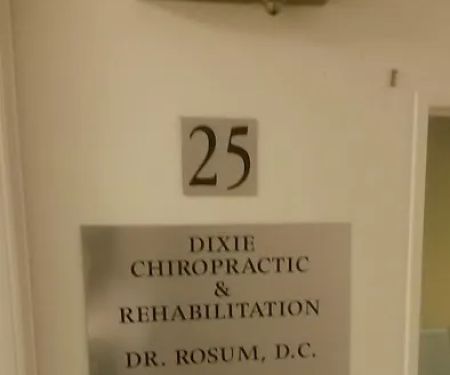 25
DIXIE
CHIROPRACTIC
&
REHABILITATION
DR. ROSUM, D.C.